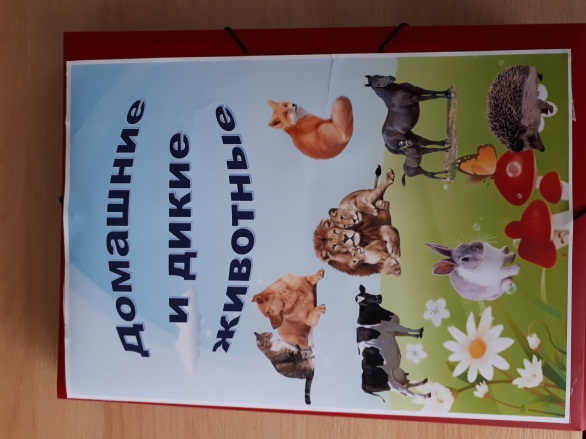 Домашние
и дикие
животные